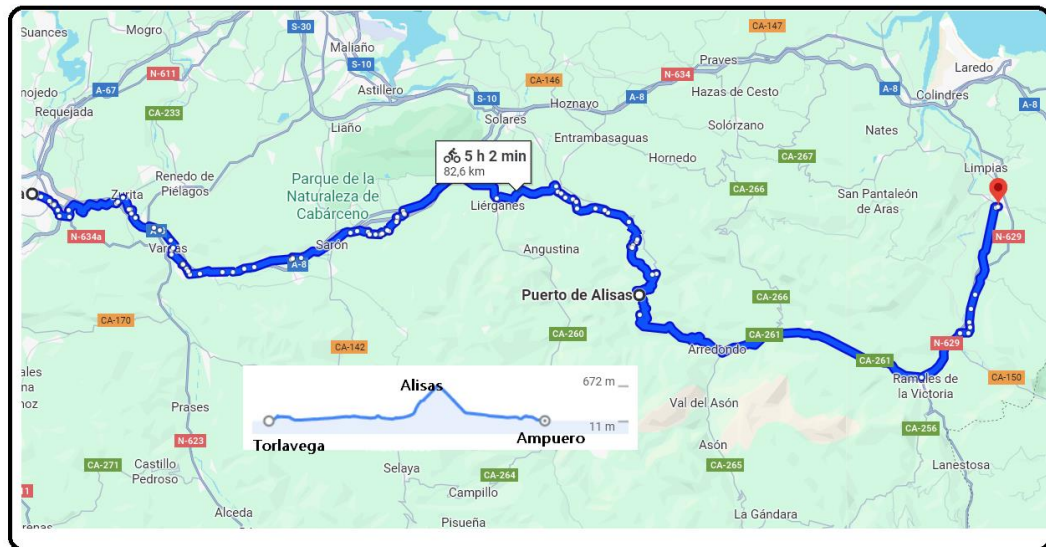 Suances
Mogro
S-30
CA-147
Maliaño
N-611
S-10
Praves
N-634
Laredo
A-67
CA-146
A-8
nojedo
Astillero
S-10
Hoznayo
A-8
Hazas de Cesto
Colindres
A-8
Requejada
CA-233
Liaño
Solares
Entrambasaguas
Solórzano
Nates
5 h 2 min
82,6 km
Hornedo
CA-267
Limpias
Renedo de
Piélagos
Parque de la
Naturaleza de
Cabárceno
CA-266
San Pantaleón
de Aras
a
Zurita
Liérganes
N-634a
Vargas
Sarón
A-8
Angustina
N-629
Puerto de Alisas
CA-266
CA-170
CA-142
CA-260
CA-261
Arredondo
CA-261
N-629
CA-150
Ramales de
la Victoria
ales
na
noz
Alisas
672 m
11 m
Torlavega
Ampuero
Prases
Val del Asón
CA-256
N-623
Asón
CA-271
Castillo
Pedroso
Selaya
CA-264
CA-265
Lanestosa
11
Campillo
renas
Alceda
Pisueña
La Gándara